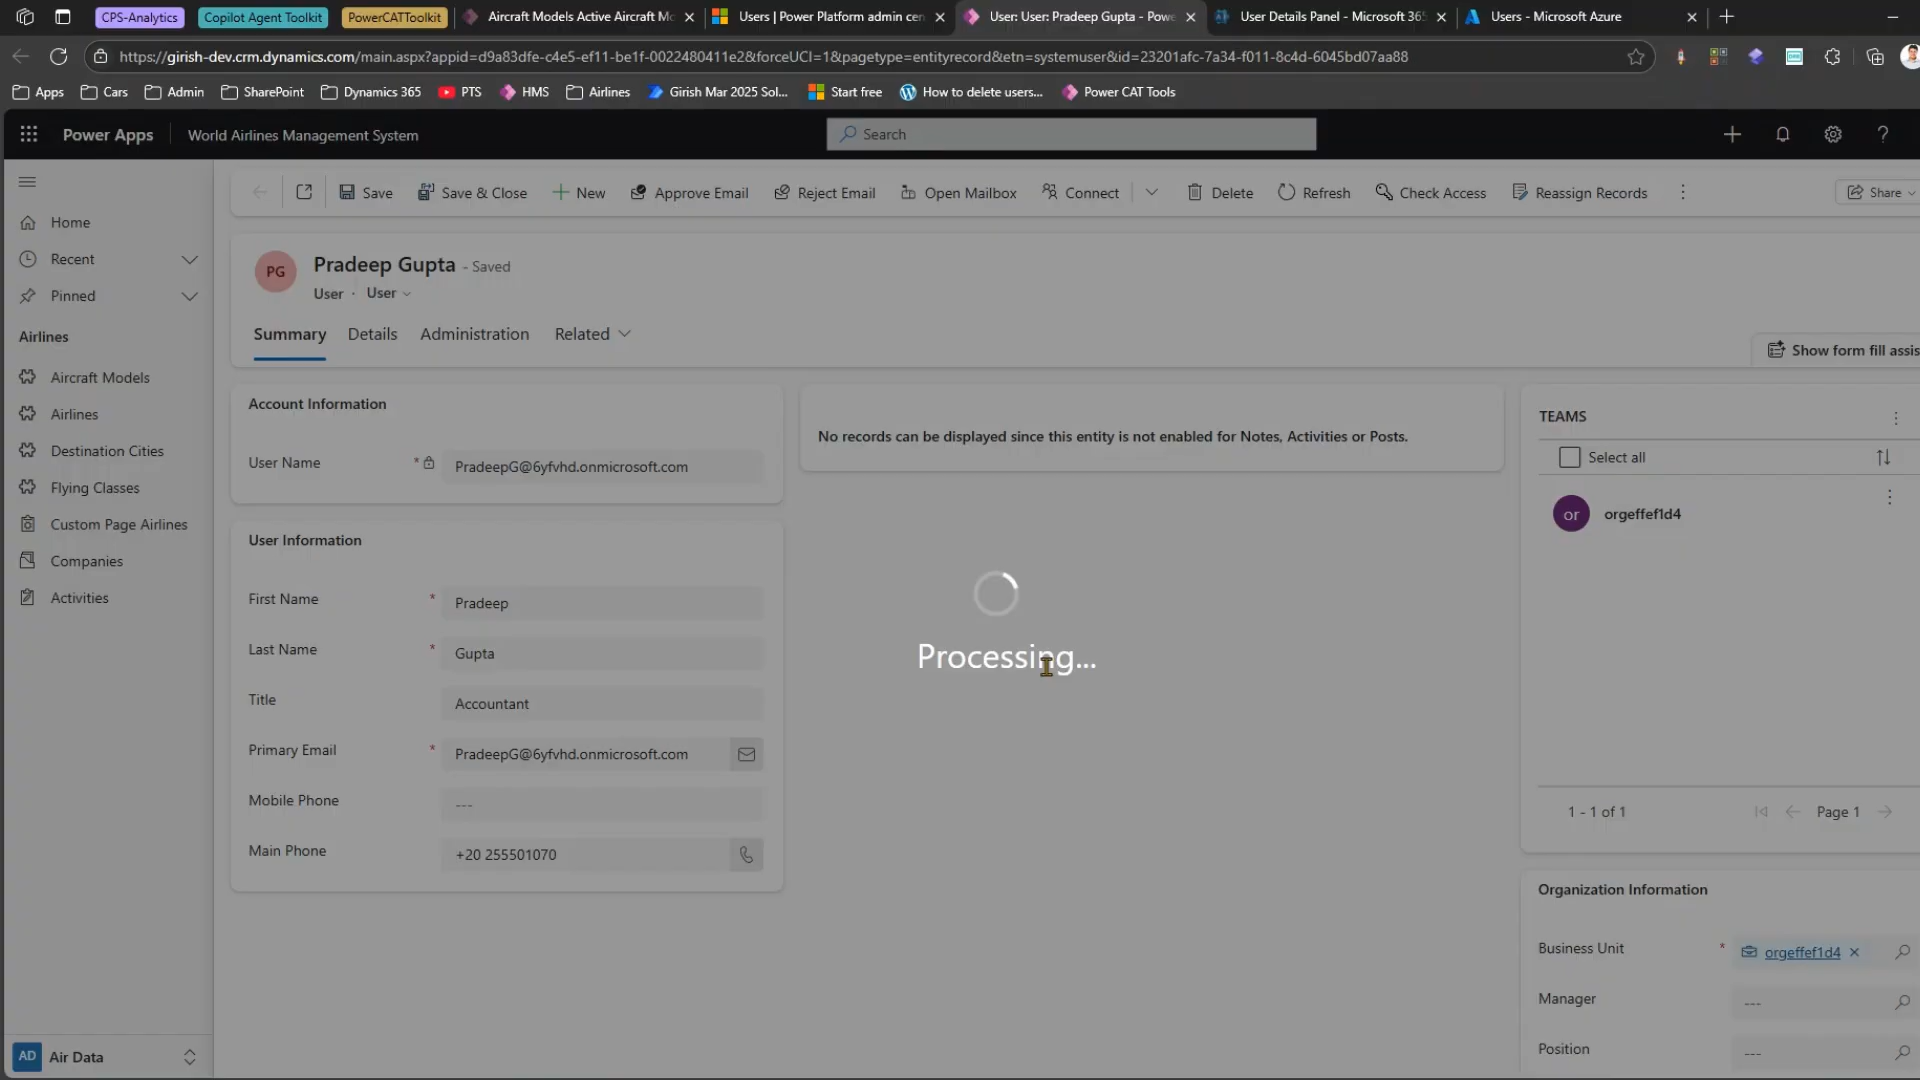 CPS-Analytics
Copilot Agent Toolkit
PowerCATToolkit
Aircraft Models Active Aircraft Mo
Users | Power Platform admin cen
User: User: Pradeep Gupta - Powe
User Details Panel - Microsoft 365
Users - Microsoft Azure
https://girish-dev.crm.dynamics.com/main.aspx?appid=d9a83dfe-c4e5-ef11-be1f-0022480411e2&forceUCI=1&pagetype=entityrecord&etn=systemuser&id=23201afc-7a34-f011-8c4d-6045bd07aa88
Apps
Cars
Admin
SharePoint
Dynamics 365
PTS
HMS
Airlines
Girish Mar 2025 Sol...
Start free
How to delete users...
Power CAT Tools
Power Apps
World Airlines Management System
Search
Save
Save & Close
New
Approve Email
Reject Email
Open Mailbox
Connect
Delete
Refresh
Check Access
Reassign Records
Share
Home
Recent
Pinned
Airlines
Aircraft Models
Airlines
Destination Cities
Flying Classes
Custom Page Airlines
Companies
Activities
AD
Air Data
PG
Pradeep Gupta - Saved
User · User
Summary
Details
Administration
Related
Show form fill assis
Account Information
User Name *
PradeepG@6yfvhd.onmicrosoft.com
User Information
First Name *
Pradeep
Last Name *
Gupta
Title
Accountant
Primary Email *
PradeepG@6yfvhd.onmicrosoft.com
Mobile Phone
---
Main Phone
+20 255501070
No records can be displayed since this entity is not enabled for Notes, Activities or Posts.
Processing...
TEAMS
Select all
or
orgeffef1d4
1 - 1 of 1
Page 1
Organization Information
Business Unit *
orgeffef1d4
Manager
---
Position
---